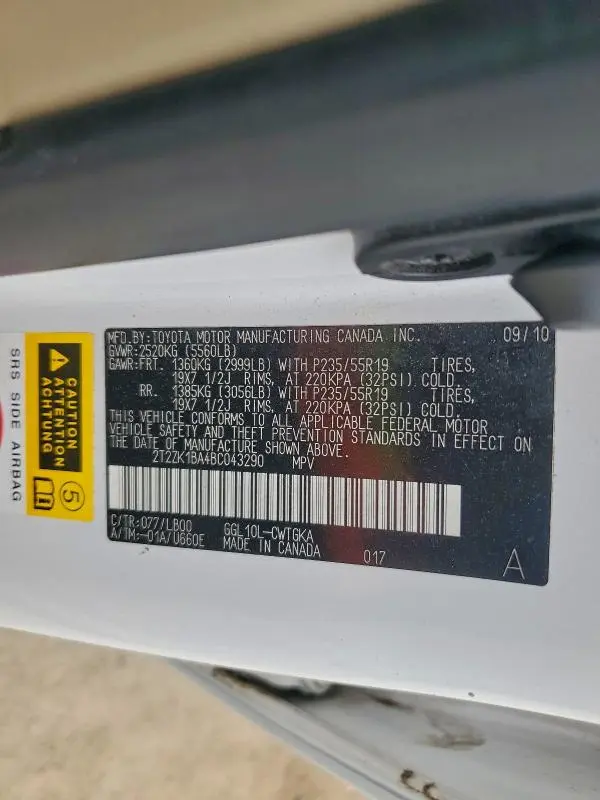 MFD.BY:TOYOTA MOTOR MANUFACTURING CANADA INC. 09/10
GVWR:2520KG (5560LB)
GAWR:FRT. 1360KG (2999LB) WITH P235/55R19 TIRES,
19X7 1/2J RIMS, AT 220KPA (32PSI) COLD.
RR. 1385KG (3056LB) WITH P235/55R19 TIRES,
19X7 1/2J RIMS, AT 220KPA (32PSI) COLD.
THIS VEHICLE CONFORMS TO ALL APPLICABLE FEDERAL MOTOR
VEHICLE SAFETY AND THEFT PREVENTION STANDARDS IN EFFECT ON
THE DATE OF MANUFACTURE SHOWN ABOVE.
2T2ZK1BA4BC043290 MPV
C/TR:077/LB00 GGL10L-CWTGKA
A/TM:-01A/U660E MADE IN CANADA 017 A
CAUTION
ATTENTION
ACHTUNG
5
SRS SIDE AIRBAG